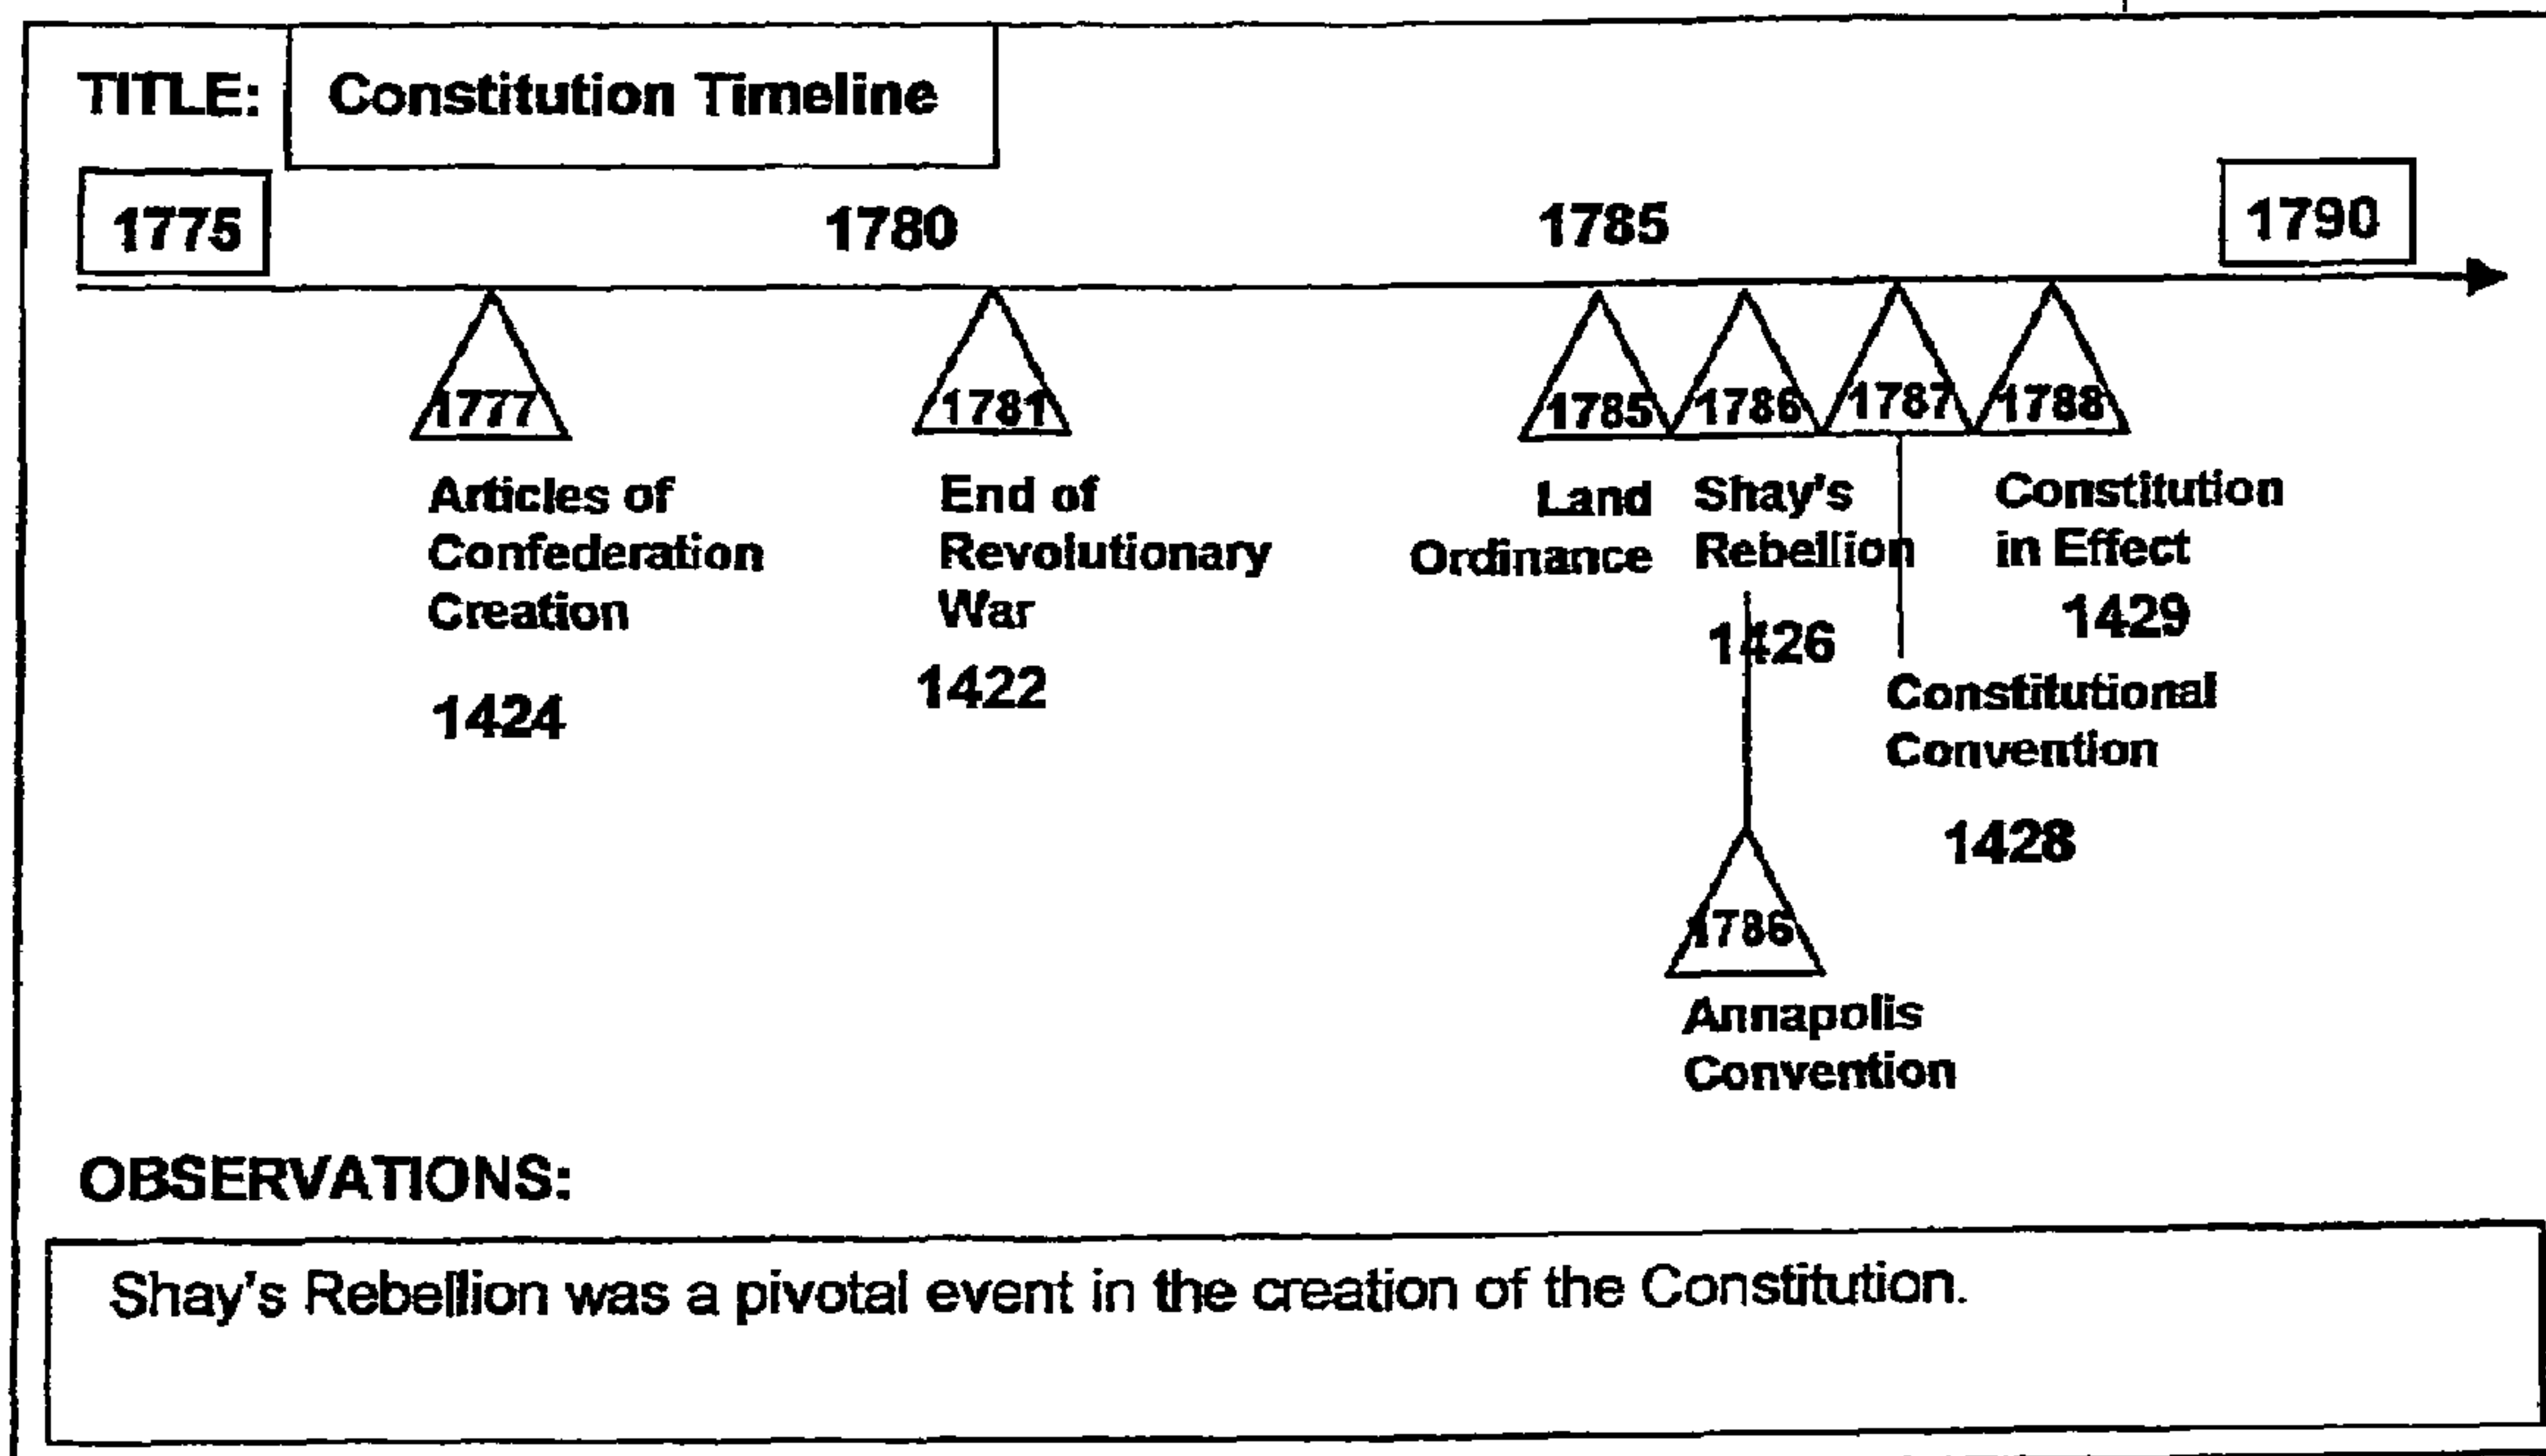 TITLE: Constitution Timeline
1775 1780 1785 1790
1777 1781 1785 1786 1787 1788
Articles of
Confederation
Creation
1424
End of
Revolutionary
War
1422
Land
Ordinance
Shay's
Rebellion
1426
Constitution
in Effect
1429
Constitutional
Convention
1428
1786
Annapolis
Convention
OBSERVATIONS:
Shay's Rebellion was a pivotal event in the creation of the Constitution.